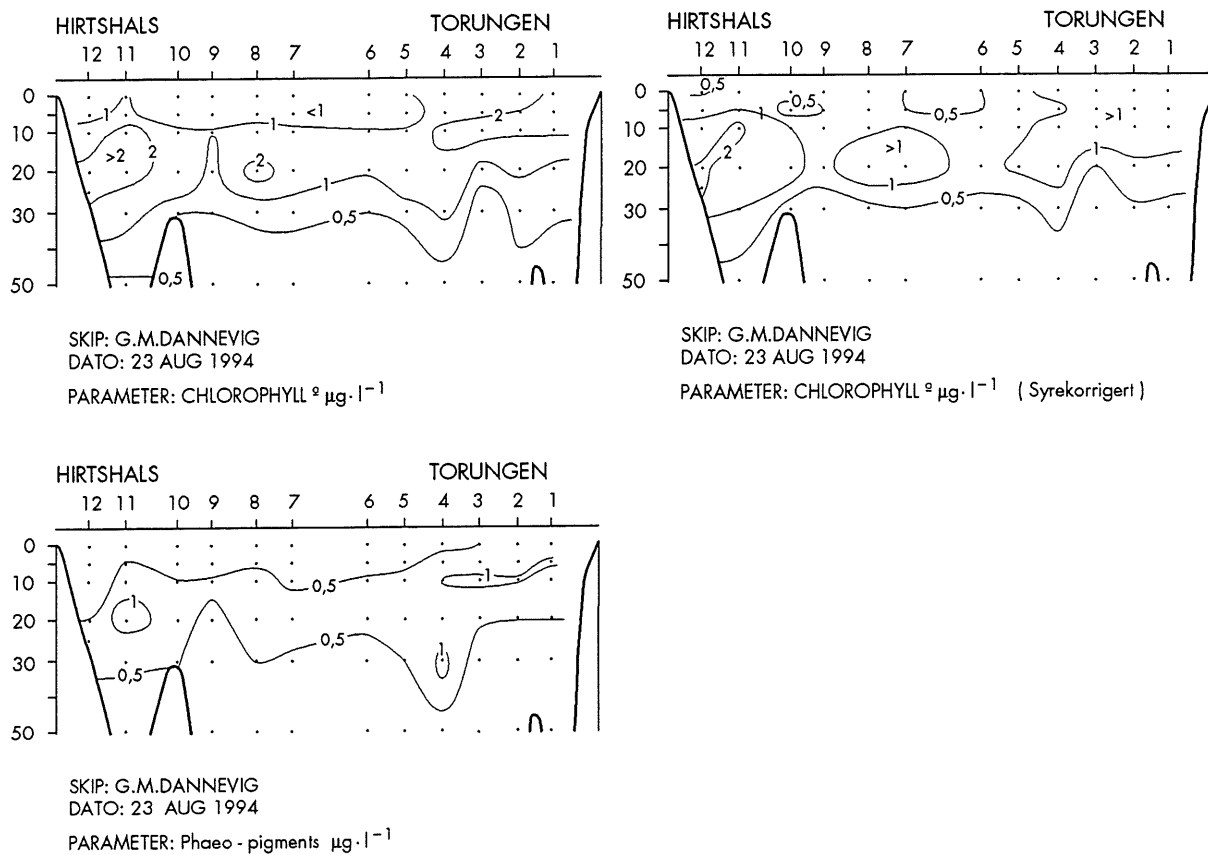 HIRTSHALS TORUNGEN
12 11 10 9 8 7 6 5 4 3 2 1
0
10
20
30
50
1
<1
1
2
>2
2
2
1
0,5
0,5
SKIP: G.M.DANNEVIG
DATO: 23 AUG 1994
PARAMETER: CHLOROPHYLL ª µg·l⁻¹
HIRTSHALS TORUNGEN
12 11 10 9 8 7 6 5 4 3 2 1
0
10
20
30
50
0,5
1
0,5
0,5
>1
2
>1
1
1
0,5
SKIP: G.M.DANNEVIG
DATO: 23 AUG 1994
PARAMETER: CHLOROPHYLL ª µg·l⁻¹ (Syrekorrigert)
HIRTSHALS TORUNGEN
12 11 10 9 8 7 6 5 4 3 2 1
0
10
20
30
50
0,5
1
1
0,5
1
0,5
SKIP: G.M.DANNEVIG
DATO: 23 AUG 1994
PARAMETER: Phaeo - pigments µg·l⁻¹